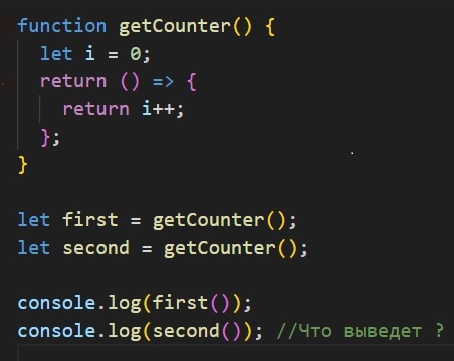 function getCounter() {
  let i = 0;
  return () => {
    return i++;
  };
}

let first = getCounter();
let second = getCounter();

console.log(first());
console.log(second()); //Что выведет ?